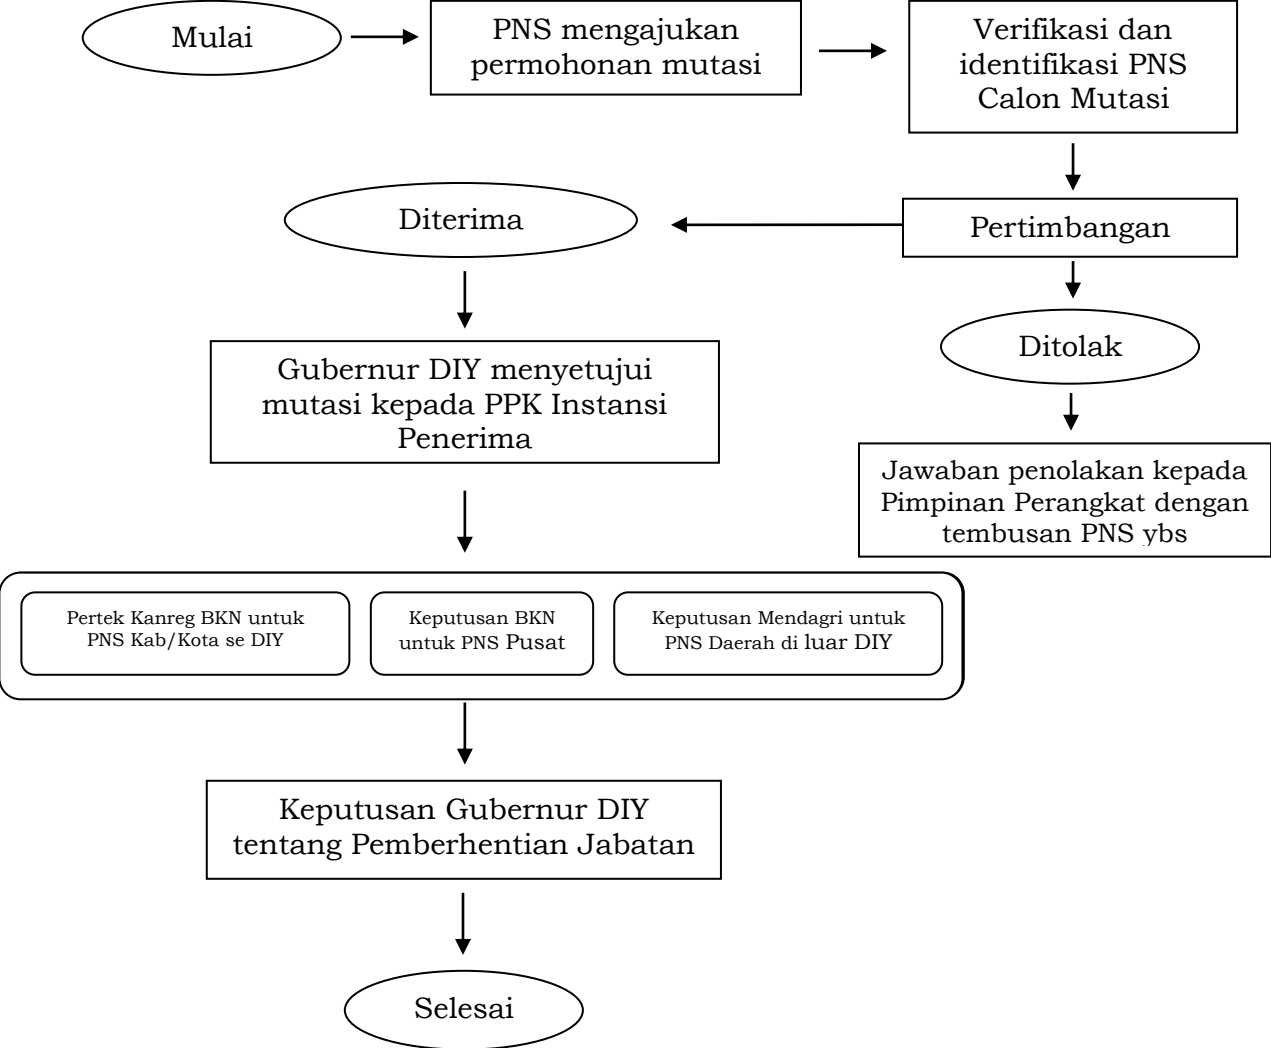 Mulai
PNS mengajukan
permohonan mutasi
Verifikasi dan
identifikasi PNS
Calon Mutasi
Pertimbangan
Diterima
Ditolak
Gubernur DIY menyetujui
mutasi kepada PPK Instansi
Penerima
Jawaban penolakan kepada
Pimpinan Perangkat dengan
tembusan PNS ybs
Pertek Kanreg BKN untuk
PNS Kab/Kota se DIY
Keputusan BKN
untuk PNS Pusat
Keputusan Mendagri untuk
PNS Daerah di luar DIY
Keputusan Gubernur DIY
tentang Pemberhentian Jabatan
Selesai